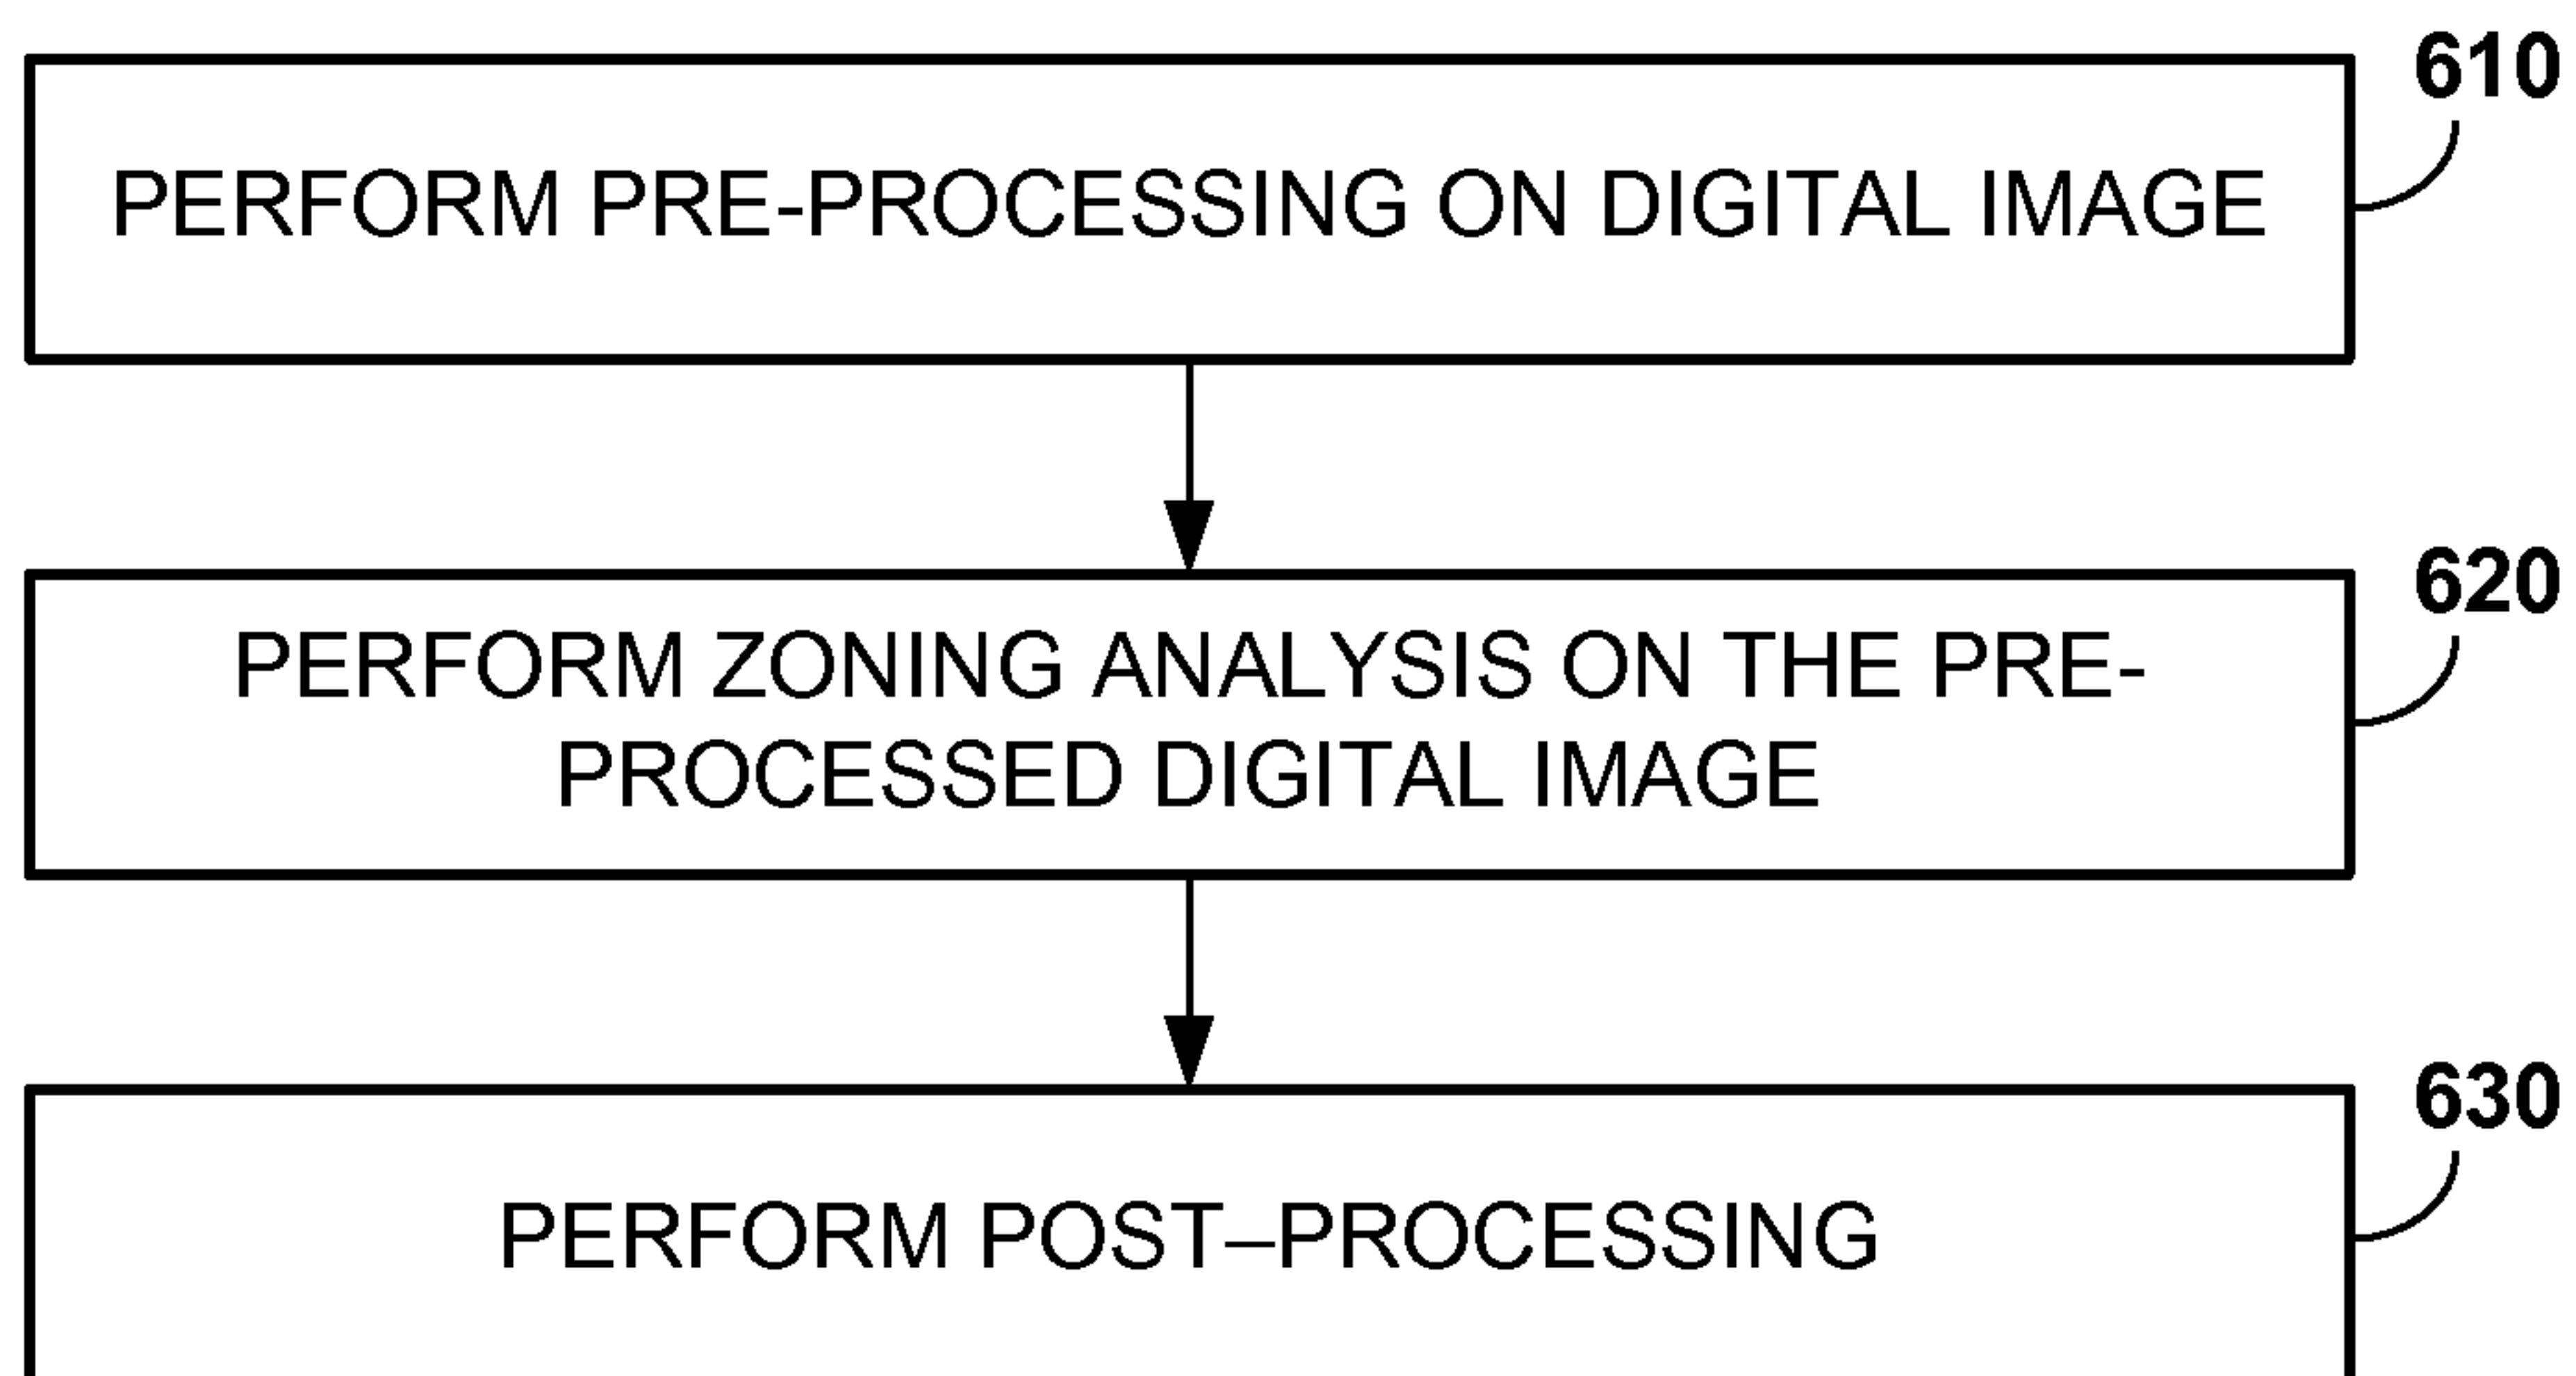 610
PERFORM PRE-PROCESSING ON DIGITAL IMAGE
620
PERFORM ZONING ANALYSIS ON THE PRE-
PROCESSED DIGITAL IMAGE
630
PERFORM POST–PROCESSING